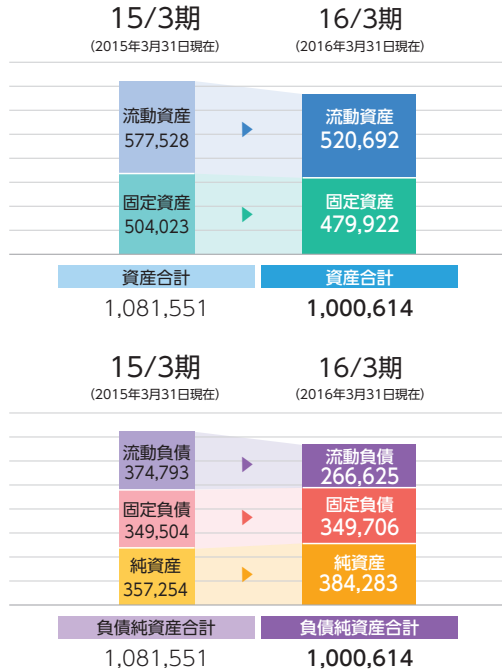 15/3期 16/3期
(2015年3月31日現在) (2016年3月31日現在)
流動資産 流動資産
577,528 520,692
固定資産 固定資産
504,023 479,922
資産合計 資産合計
1,081,551 1,000,614
15/3期 16/3期
(2015年3月31日現在) (2016年3月31日現在)
流動負債 流動負債
374,793 266,625
固定負債 固定負債
349,504 349,706
純資産 純資産
357,254 384,283
負債純資産合計 負債純資産合計
1,081,551 1,000,614